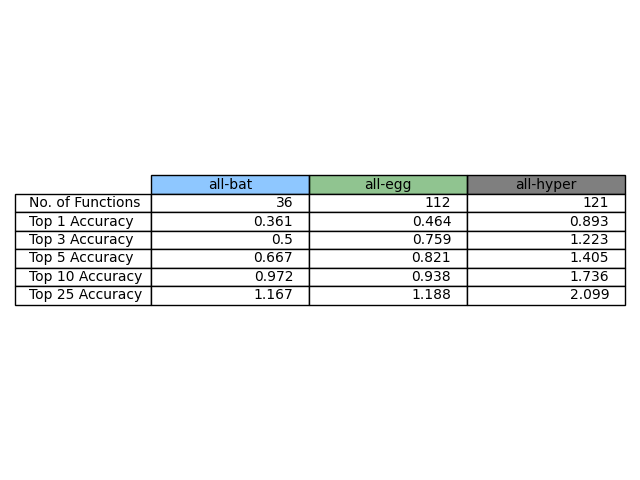 all-bat all-egg all-hyper
No. of Functions 36 112 121
Top 1 Accuracy 0.361 0.464 0.893
Top 3 Accuracy 0.5 0.759 1.223
Top 5 Accuracy 0.667 0.821 1.405
Top 10 Accuracy 0.972 0.938 1.736
Top 25 Accuracy 1.167 1.188 2.099